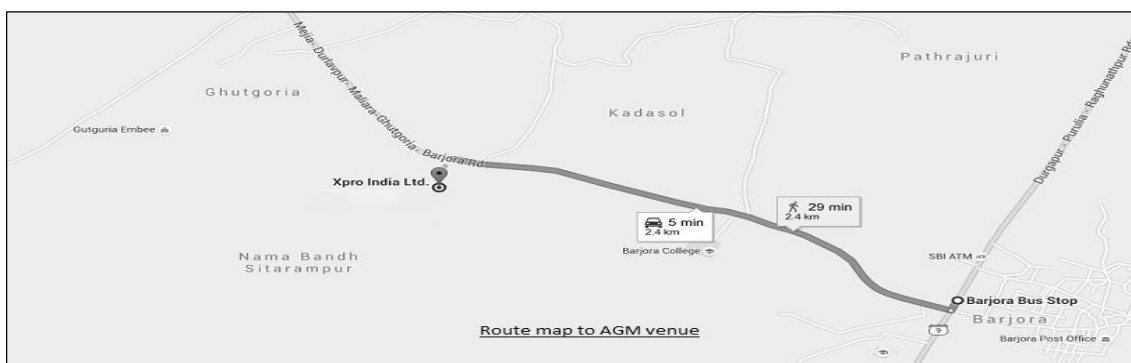 Mejia-Durlavpur-Maliara-Ghutgoria-Barjora Rd
Pathrajuri
Durgapur - Purulia - Raghunathpur Rd
Ghutgoria
Kadasol
Gutguria Embee
Xpro India Ltd.
29 min
2.4 km
5 min
2.4 km
Barjora College
Nama Bandh
Sitarampur
SBI ATM
Barjora Bus Stop
Barjora
Route map to AGM venue
9
Barjora Post Office